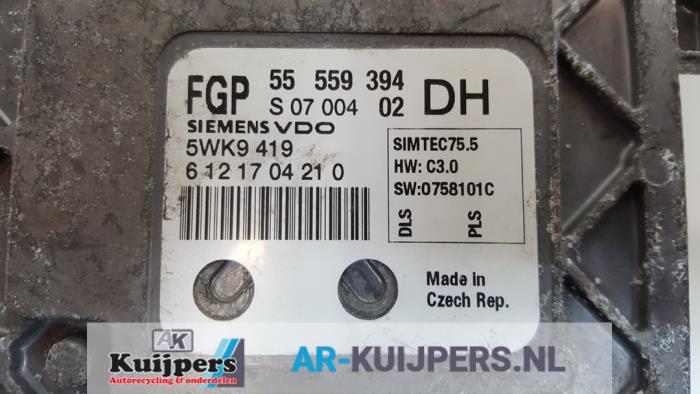 FGP 55 559 394 DH
S 07 004 02
SIEMENS VDO
5WK9 419
6 12 17 04 21 0
SIMTEC75.5
HW: C3.0
SW:0758101C
DLS PLS
Made in
Czech Rep.
AK
Kuijpers
Autorecycling & onderdelen
AR-KUIJPERS.NL